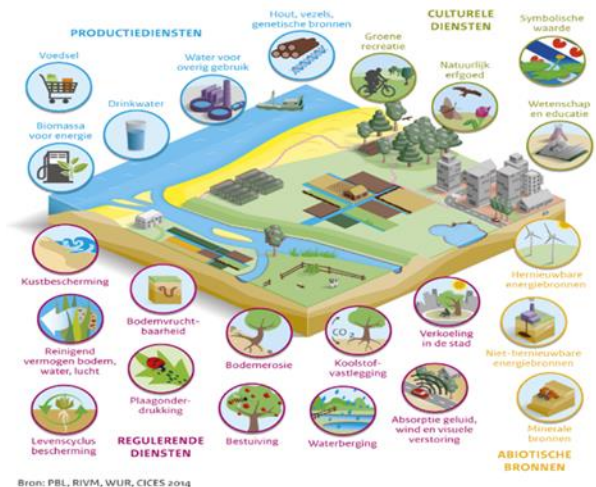 PRODUCTIEDIENSTEN
Voedsel
Biomassa
voor energie
Drinkwater
Water voor
overig gebruik
Hout, vezels,
genetische bronnen
CULTURELE
DIENSTEN
Groene
recreatie
Natuurlijk
erfgoed
Symbolische
waarde
Wetenschap
en educatie
Kustbescherming
Reinigend
vermogen bodem,
water, lucht
Levenscyclus
bescherming
Bodemvrucht-
baarheid
Plaagonder-
drukking
REGULERENDE
DIENSTEN
Bodemerosie
Bestuiving
CO2
Koolstof-
vastlegging
Waterberging
Verkoeling
in de stad
Absorptie geluid,
wind en visuele
verstoring
Hernieuwbare
energiebronnen
Niet-hernieuwbare
energiebronnen
Minerale
bronnen
ABIOTISCHE
BRONNEN
Bron: PBL, RIVM, WUR, CICES 2014